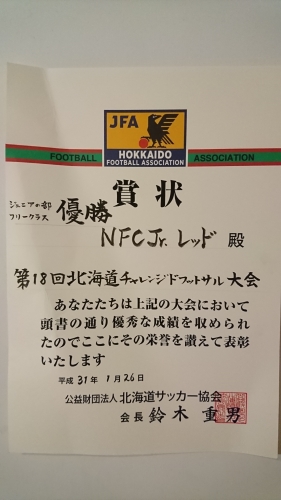 JFA
HOKKAIDO
FOOTBALL ASSOCIATION
FOOTBALL ASSOCIATION
賞状
ジュニアの部
フリークラス 優勝
NFCJr. レッド 殿
第18回北海道チャレンジドフットサル大会
あなたたちは上記の大会において
頭書の通り優秀な成績を収められ
たのでここにその栄誉を讃えて表彰
いたします
平成 31年 1月26日
公益財団法人 北海道サッカー協会
会長 鈴木重男